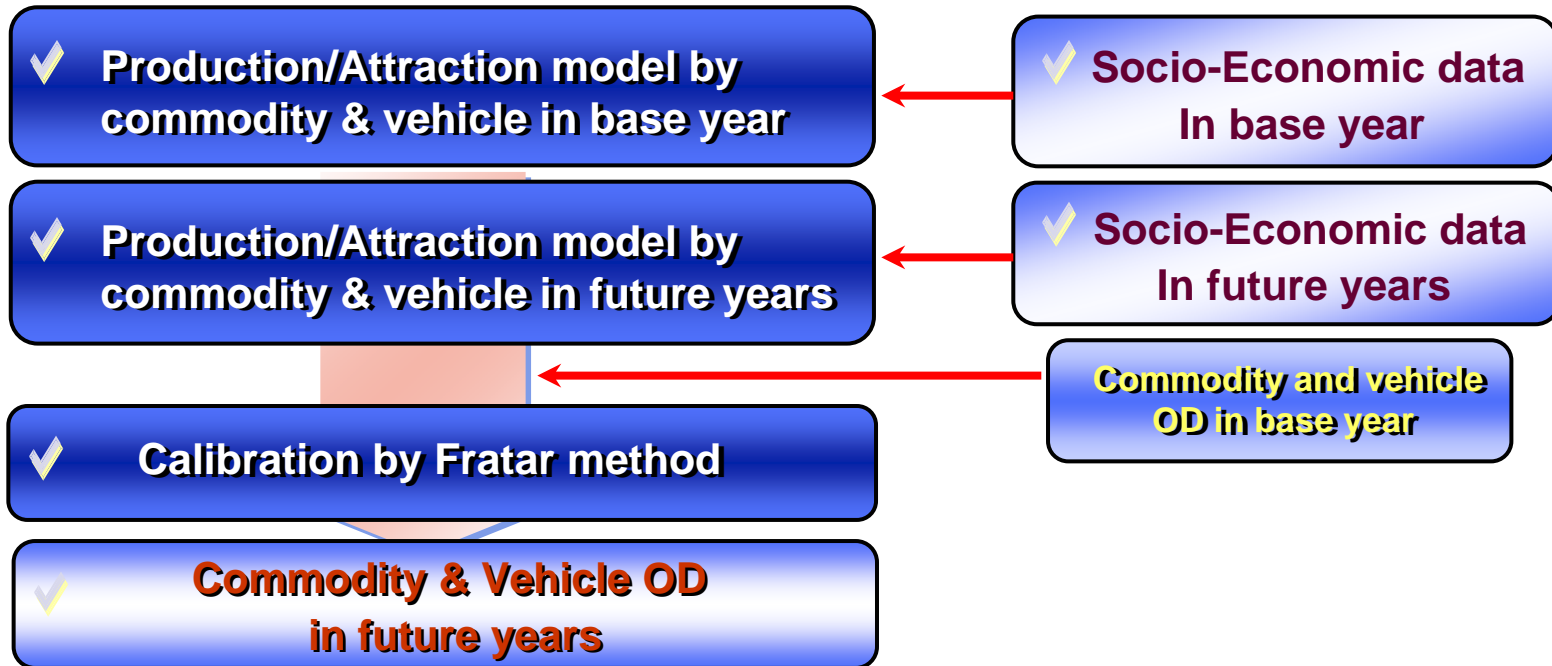 Production/Attraction model by
commodity & vehicle in base year
Socio-Economic data
In base year
Production/Attraction model by
commodity & vehicle in future years
Socio-Economic data
In future years
Commodity and vehicle
OD in base year
Calibration by Fratar method
Commodity & Vehicle OD
in future years